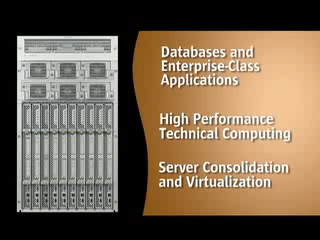 Databases and
Enterprise-Class
Applications
High Performance
Technical Computing
Server Consolidation
and Virtualization